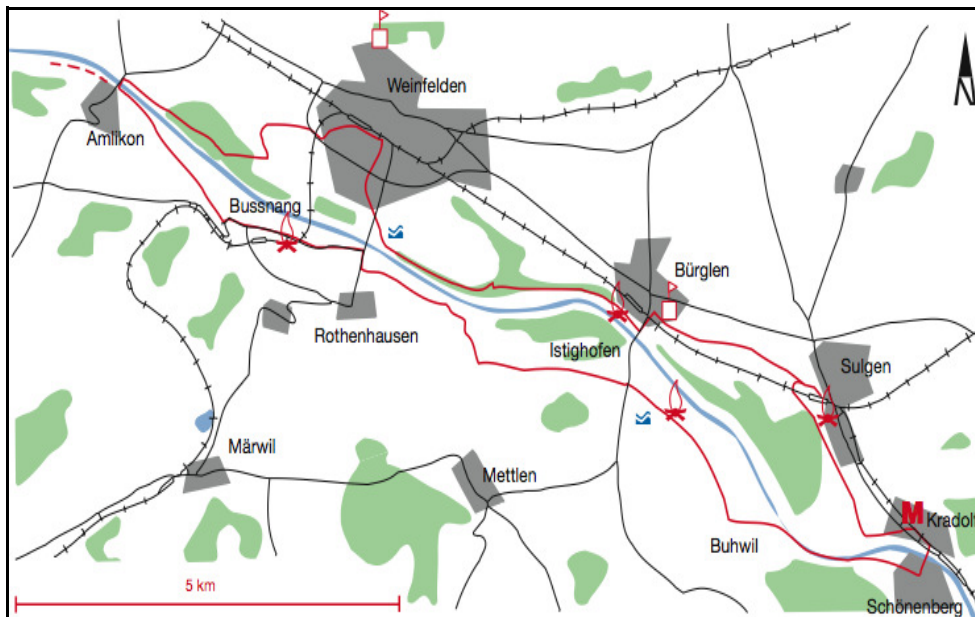 Weinfelden
N
Amlikon
Bussnang
Bürglen
Rothenhausen
Istighofen
Sulgen
Märwil
Mettlen
M
Kradolf
Buhwil
5 km
Schönenberg